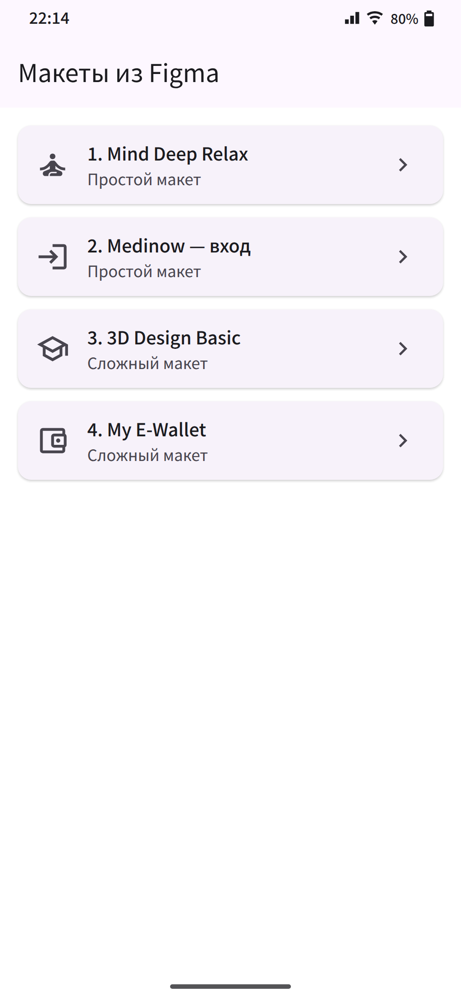 22:14
80%
Макеты из Figma
1. Mind Deep Relax
Простой макет
2. Medinow — вход
Простой макет
3. 3D Design Basic
Сложный макет
4. My E-Wallet
Сложный макет